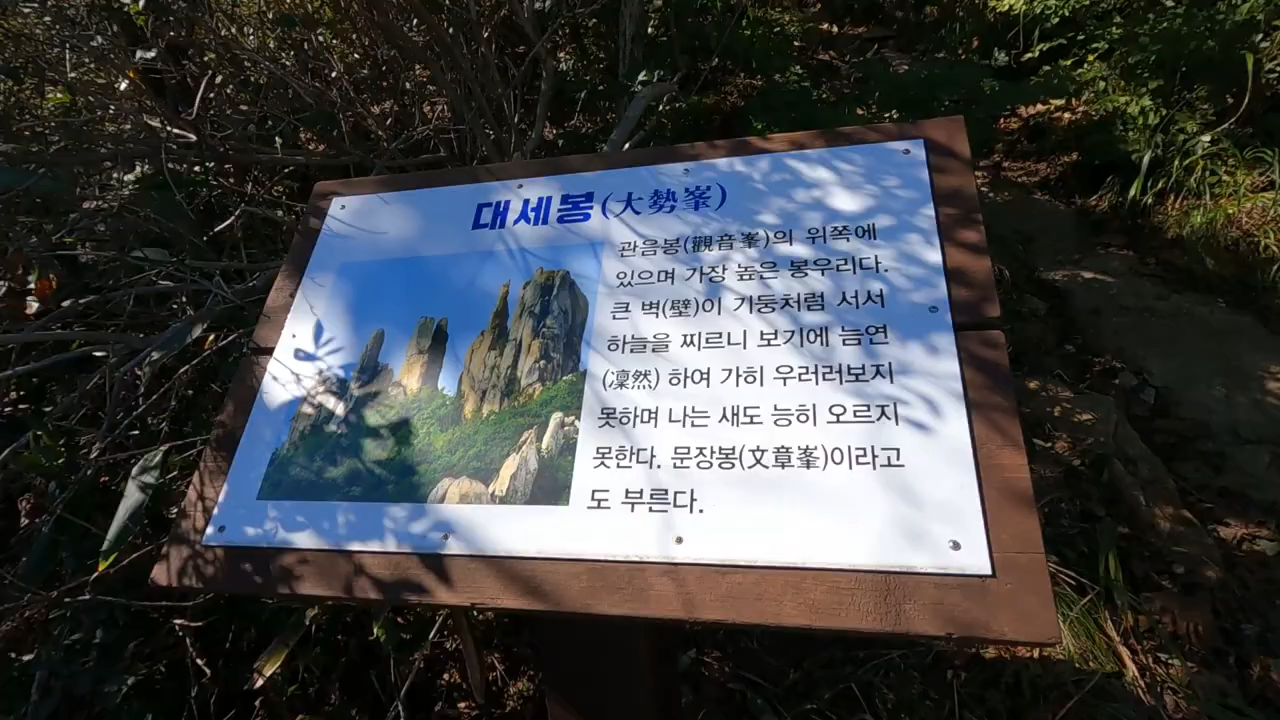 대세봉(大勢峯)
관음봉(觀音峯)의 위쪽에
있으며 가장 높은 봉우리다.
큰 벽(壁)이 기둥처럼 서서
하늘을 찌르니 보기에 늠연
(凜然) 하여 가히 우러러보지
못하며 나는 새도 능히 오르지
못한다. 문장봉(文章峯)이라고
도 부른다.